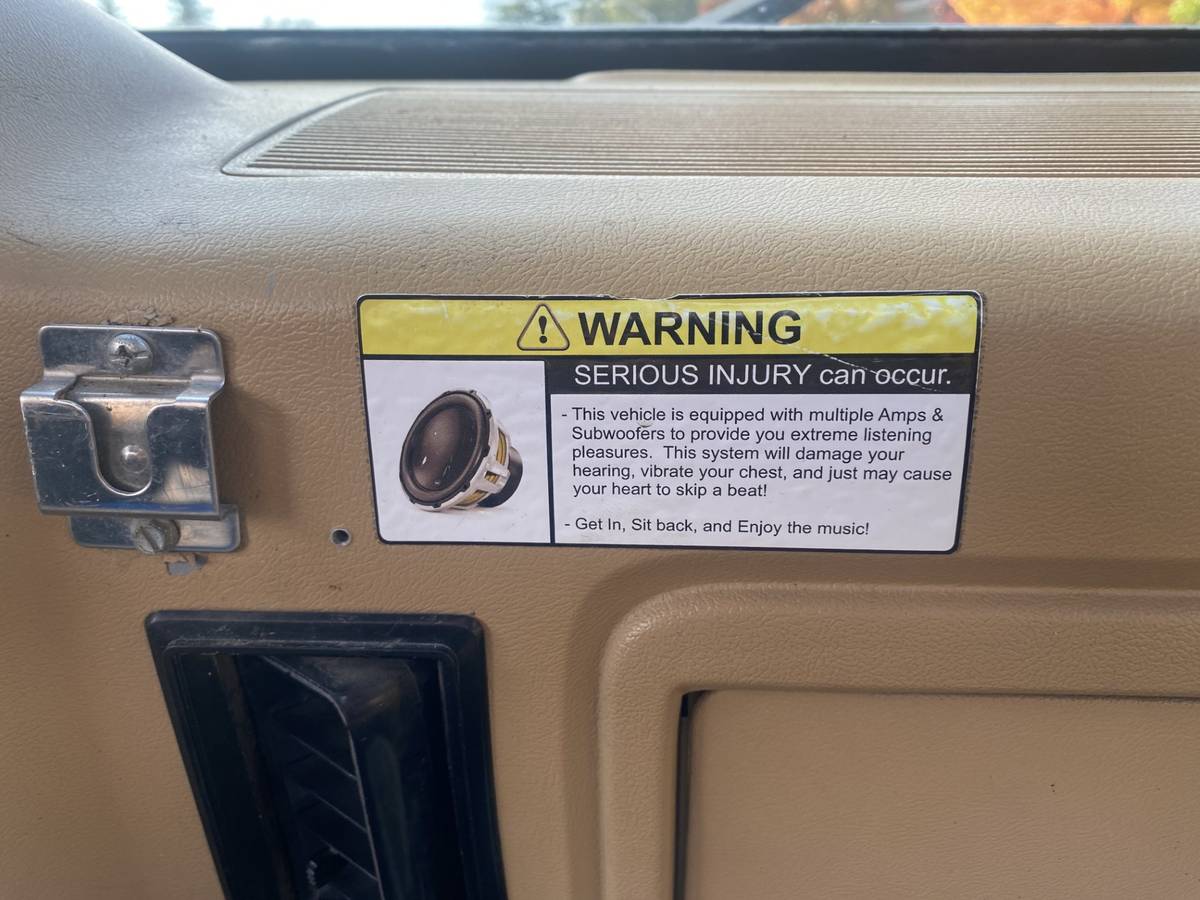 WARNING
SERIOUS INJURY can occur.
- This vehicle is equipped with multiple Amps &
Subwoofers to provide you extreme listening
pleasures. This system will damage your
hearing, vibrate your chest, and just may cause
your heart to skip a beat!
- Get In, Sit back, and Enjoy the music!